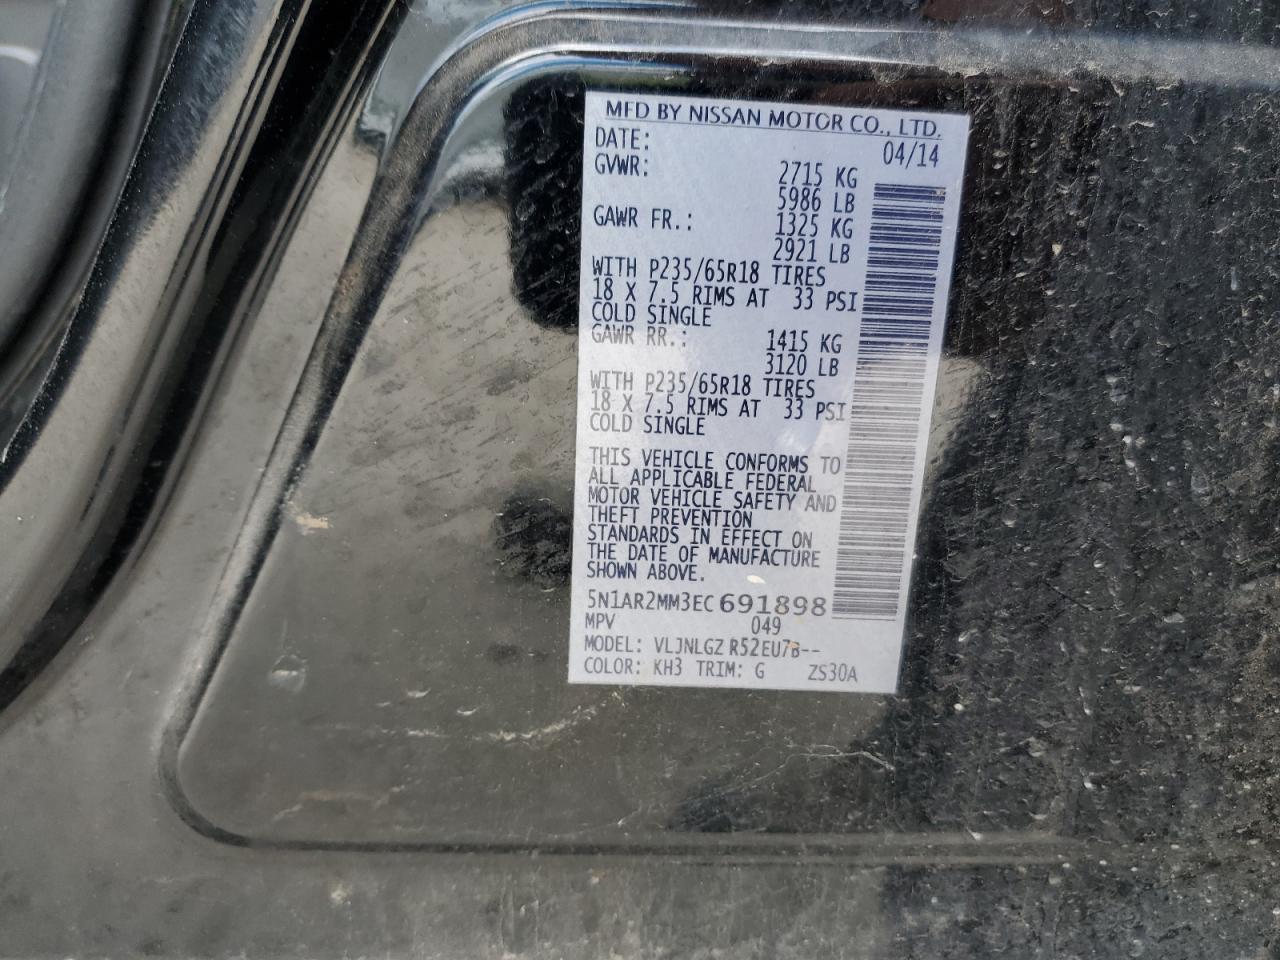 MFD BY NISSAN MOTOR CO., LTD.
DATE: 04/14
GVWR: 2715 KG
5986 LB
GAWR FR.: 1325 KG
2921 LB
WITH P235/65R18 TIRES
18 X 7.5 RIMS AT 33 PSI
COLD SINGLE
GAWR RR.: 1415 KG
3120 LB
WITH P235/65R18 TIRES
18 X 7.5 RIMS AT 33 PSI
COLD SINGLE
THIS VEHICLE CONFORMS TO
ALL APPLICABLE FEDERAL
MOTOR VEHICLE SAFETY AND
THEFT PREVENTION
STANDARDS IN EFFECT ON
THE DATE OF MANUFACTURE
SHOWN ABOVE.
5N1AR2MM3EC691898
MPV 049
MODEL: VLJNLGZ R52EU7B--
COLOR: KH3 TRIM: G ZS30A